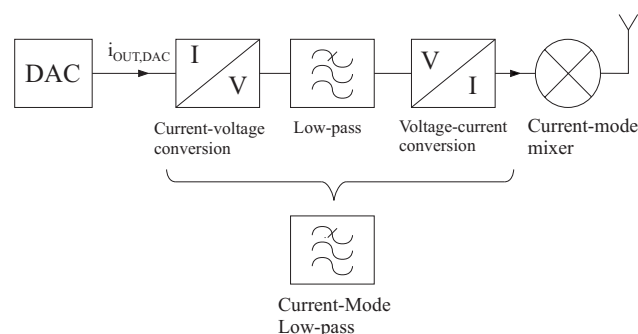 DAC
i_OUT,DAC
I
V
V
I
Current-voltage
conversion
Low-pass
Voltage-current
conversion
Current-mode
mixer
Current-Mode
Low-pass